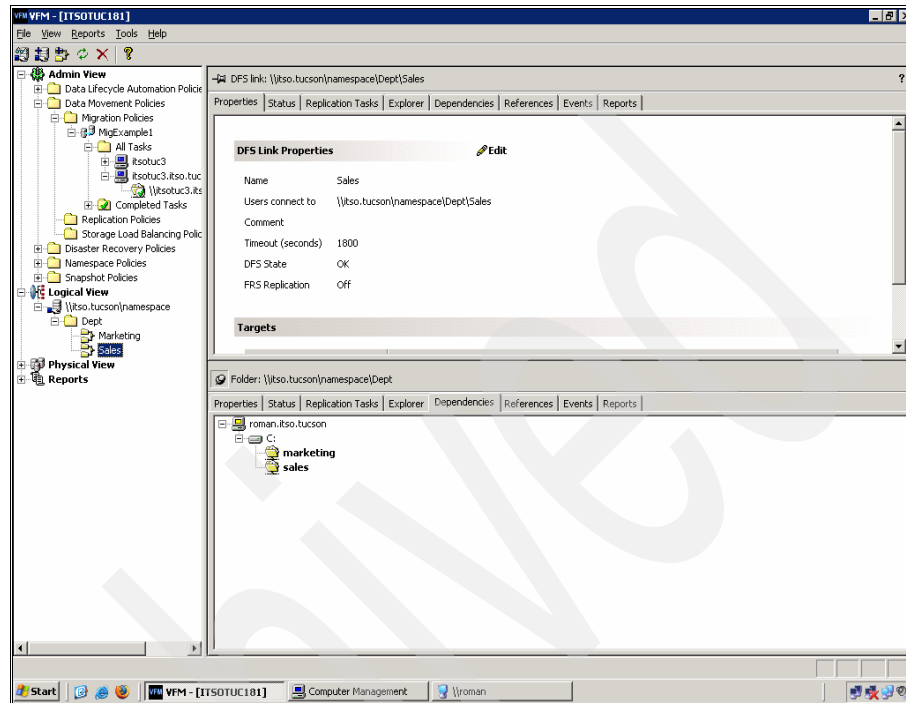 VFM VFM - [ITSOTUC181]
File View Reports Tools Help
Admin View
Data Lifecycle Automation Policie
Data Movement Policies
Migration Policies
MigExample1
All Tasks
itsotuc3
itsotuc3.itso.tuc
\\itsotuc3.its
Completed Tasks
Replication Policies
Storage Load Balancing Polic
Disaster Recovery Policies
Namespace Policies
Snapshot Policies
Logical View
\\itso.tucson\namespace
Dept
Marketing
Sales
Physical View
Reports
DFS link: \\itso.tucson\namespace\Dept\Sales ?
Properties Status Replication Tasks Explorer Dependencies References Events Reports
DFS Link Properties Edit
Name Sales
Users connect to \\itso.tucson\namespace\Dept\Sales
Comment
Timeout (seconds) 1800
DFS State OK
FRS Replication Off
Targets
Folder: \\itso.tucson\namespace\Dept
Properties Status Replication Tasks Explorer Dependencies References Events Reports
roman.itso.tucson
C:
marketing
sales
Start VFM VFM - [ITSOTUC181] Computer Management \\roman